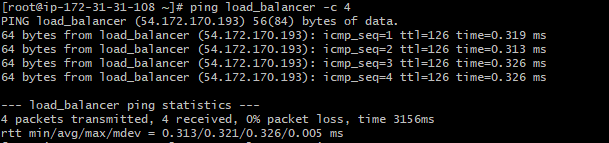 [root@ip-172-31-31-108 ~]# ping load_balancer -c 4
PING load_balancer (54.172.170.193) 56(84) bytes of data.
64 bytes from load_balancer (54.172.170.193): icmp_seq=1 ttl=126 time=0.319 ms
64 bytes from load_balancer (54.172.170.193): icmp_seq=2 ttl=126 time=0.313 ms
64 bytes from load_balancer (54.172.170.193): icmp_seq=3 ttl=126 time=0.326 ms
64 bytes from load_balancer (54.172.170.193): icmp_seq=4 ttl=126 time=0.326 ms

--- load_balancer ping statistics ---
4 packets transmitted, 4 received, 0% packet loss, time 3156ms
rtt min/avg/max/mdev = 0.313/0.321/0.326/0.005 ms